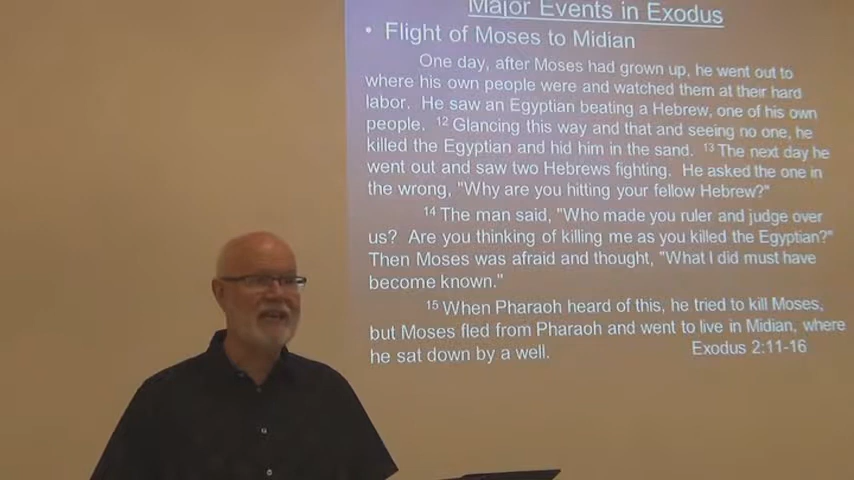 Major Events in Exodus
• Flight of Moses to Midian
One day, after Moses had grown up, he went out to
where his own people were and watched them at their hard
labor. He saw an Egyptian beating a Hebrew, one of his own
people. 12 Glancing this way and that and seeing no one, he
killed the Egyptian and hid him in the sand. 13 The next day he
went out and saw two Hebrews fighting. He asked the one in
the wrong, "Why are you hitting your fellow Hebrew?"
14 The man said, "Who made you ruler and judge over
us? Are you thinking of killing me as you killed the Egyptian?"
Then Moses was afraid and thought, "What I did must have
become known."
15 When Pharaoh heard of this, he tried to kill Moses,
but Moses fled from Pharaoh and went to live in Midian, where
he sat down by a well. Exodus 2:11-16